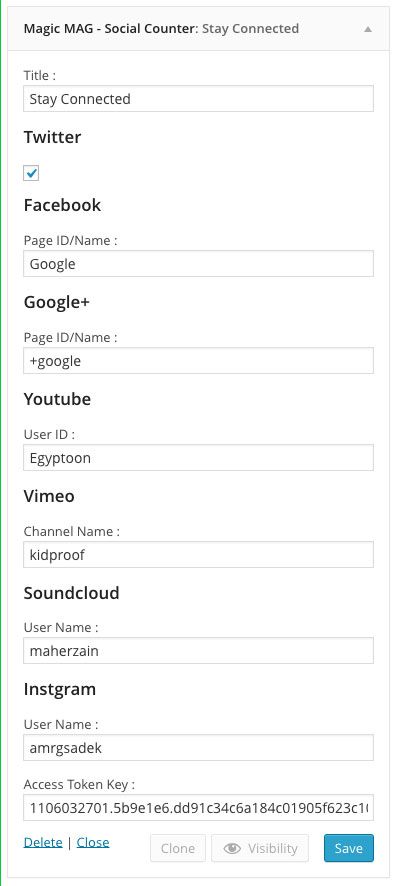 Magic MAG - Social Counter: Stay Connected
Title :
Stay Connected
Twitter
Facebook
Page ID/Name :
Google
Google+
Page ID/Name :
+google
Youtube
User ID :
Egyptoon
Vimeo
Channel Name :
kidproof
Soundcloud
User Name :
maherzain
Instgram
User Name :
amrgsadek
Access Token Key :
1106032701.5b9e1e6.dd91c34c6a184c01905f623c1
Delete | Close Clone Visibility Save